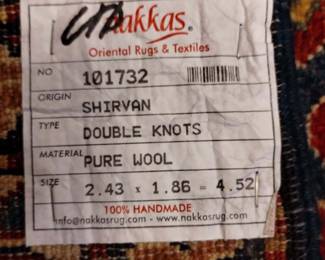 nakkas®
Oriental Rugs & Textiles
NO 101732
ORIGIN SHIRVAN
TYPE DOUBLE KNOTS
MATERIAL PURE WOOL
SIZE 2.43 x 1.86 = 4.52
100% HANDMADE
info@nakkasrug.com - www.nakkasrug.com